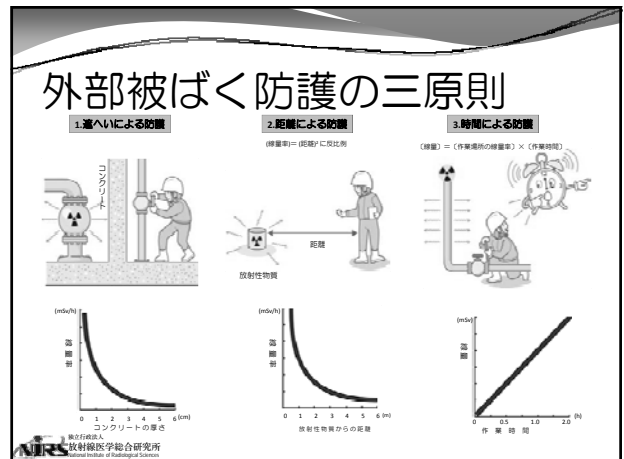 外部被ばく防護の三原則
1.遮へいによる防護
2.距離による防護
3.時間による防護
(線量率)＝(距離)²に反比例
〔線量〕＝〔作業場所の線量率〕×〔作業時間〕
コンクリート
距離
放射性物質
(mSv/h)
線量率
0 1 2 3 4 5 6 (cm)
コンクリートの厚さ
(mSv/h)
線量率
0 1 2 3 4 5 6 (m)
放射性物質からの距離
(mSv)
線量
0 0.5 1.0 2.0 (h)
作業時間
NIRS
独立行政法人
放射線医学総合研究所
National Institute of Radiological Sciences